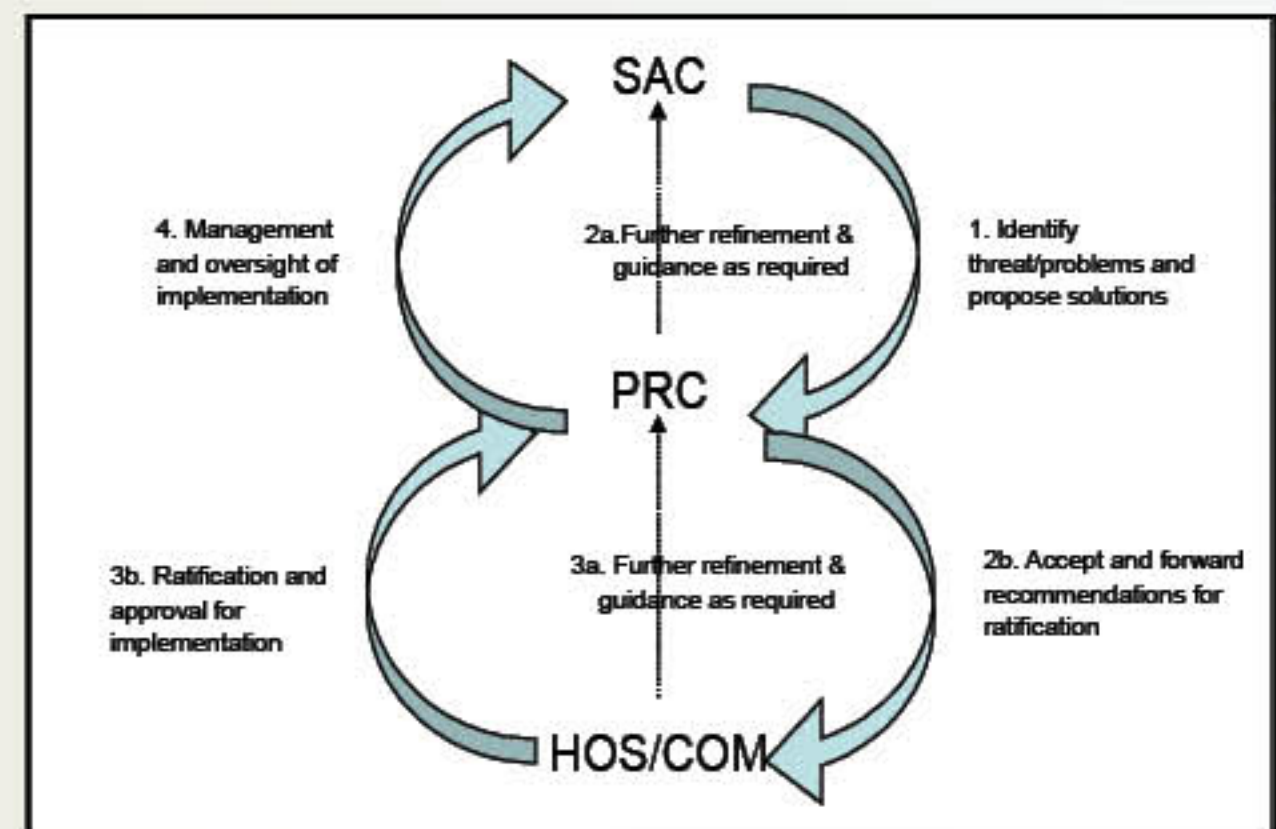 SAC
4. Management
and oversight of
implementation
2a.Further refinement &
guidance as required
1. Identify
threat/problems and
propose solutions
PRC
3b. Ratification and
approval for
implementation
3a. Further refinement &
guidance as required
2b. Accept and forward
recommendations for
ratification
HOS/COM